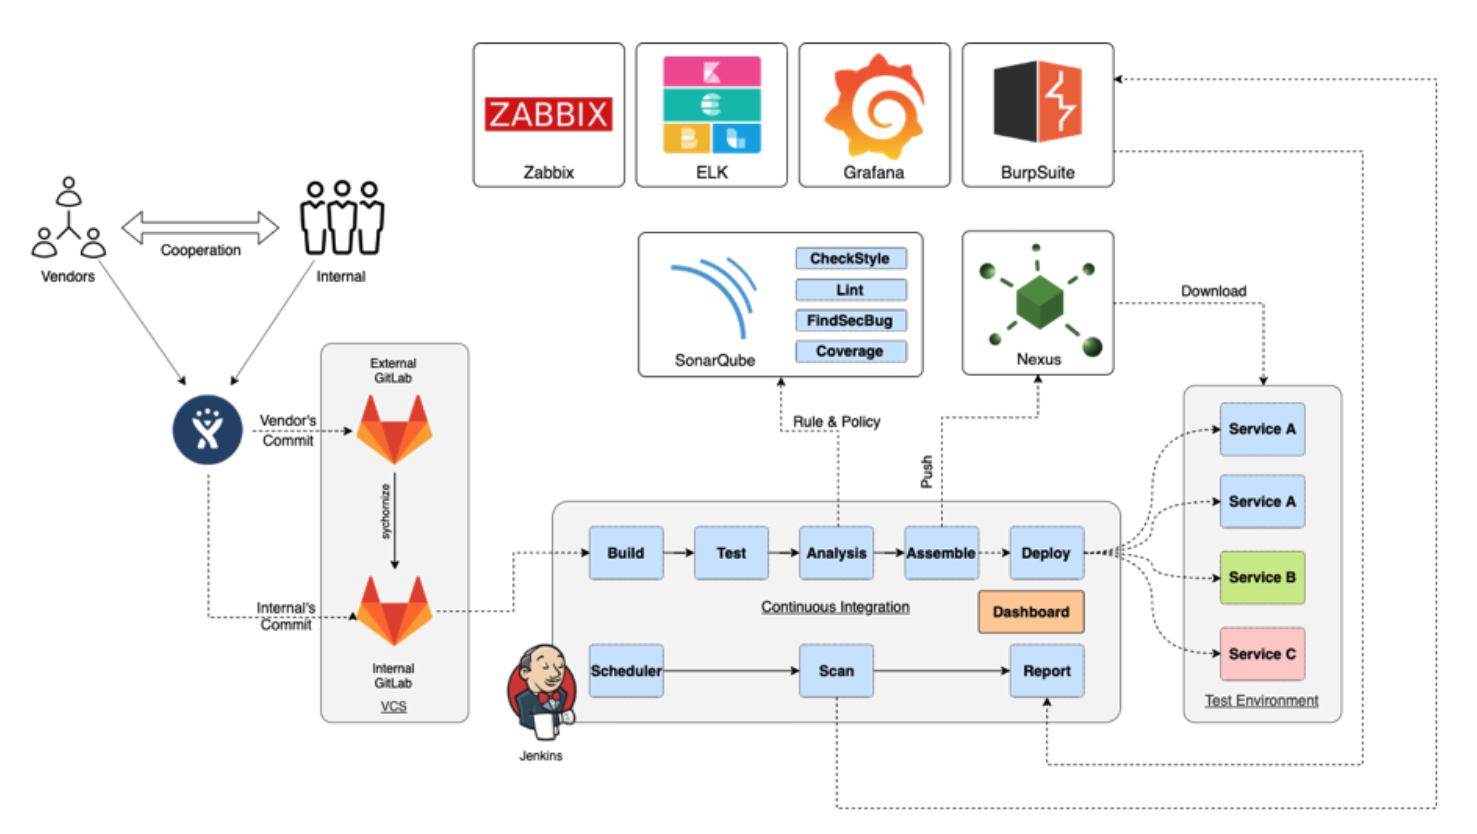 ZABBIX
Zabbix
ELK
Grafana
BurpSuite
Vendors
Cooperation
Internal
SonarQube
CheckStyle
Lint
FindSecBug
Coverage
Nexus
Download
External
GitLab
Vendor's
Commit
sychornize
Internal's
Commit
Internal
GitLab
VCS
Rule & Policy
Push
Build
Test
Analysis
Assemble
Deploy
Continuous Integration
Dashboard
Scheduler
Scan
Report
Jenkins
Service A
Service A
Service B
Service C
Test Environment